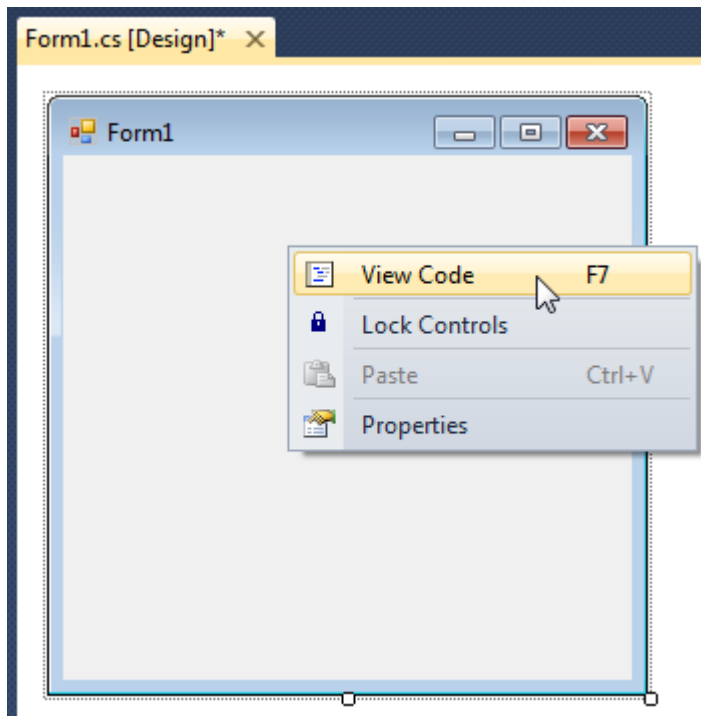 Form1.cs [Design]*
Form1
View Code F7
Lock Controls
Paste Ctrl+V
Properties